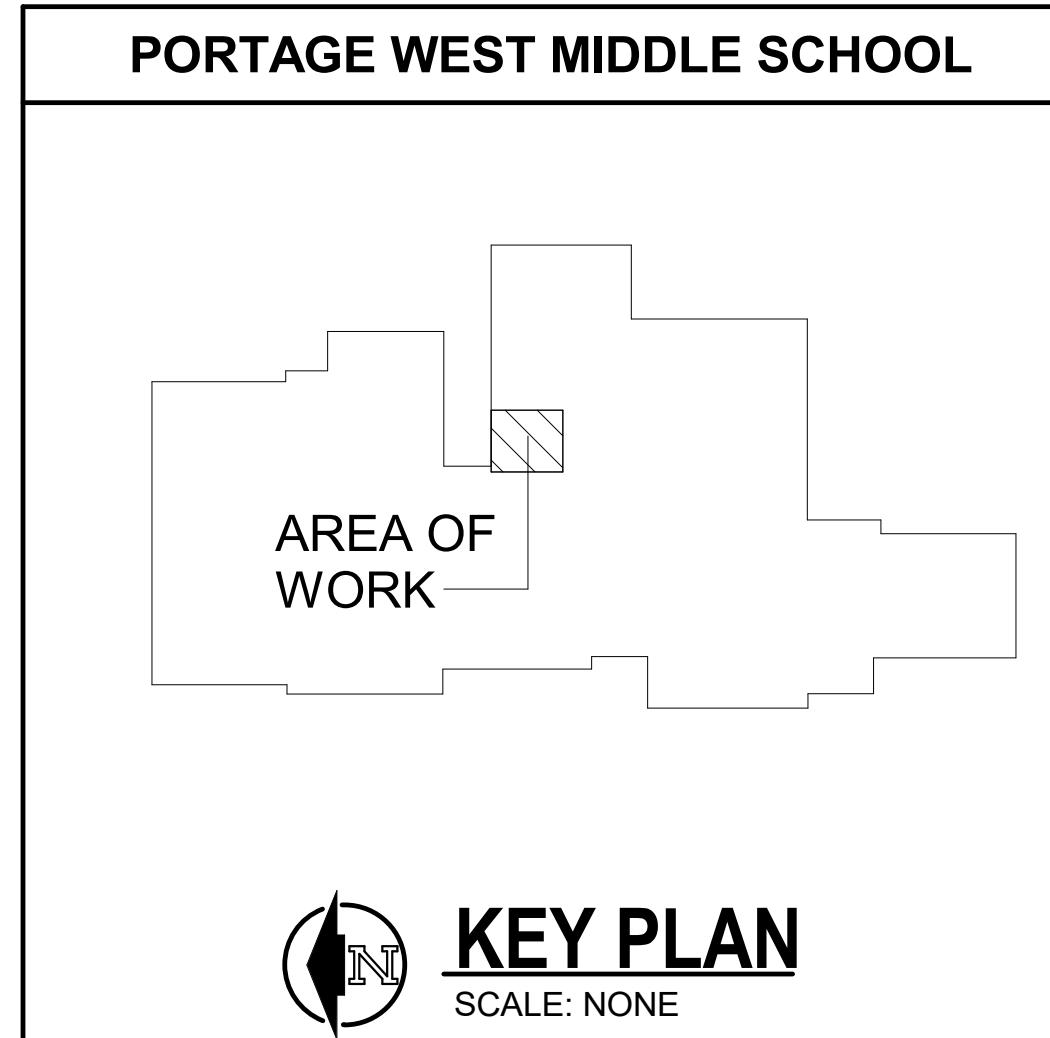 PORTAGE WEST MIDDLE SCHOOL
AREA OF
WORK
N
KEY PLAN
SCALE: NONE